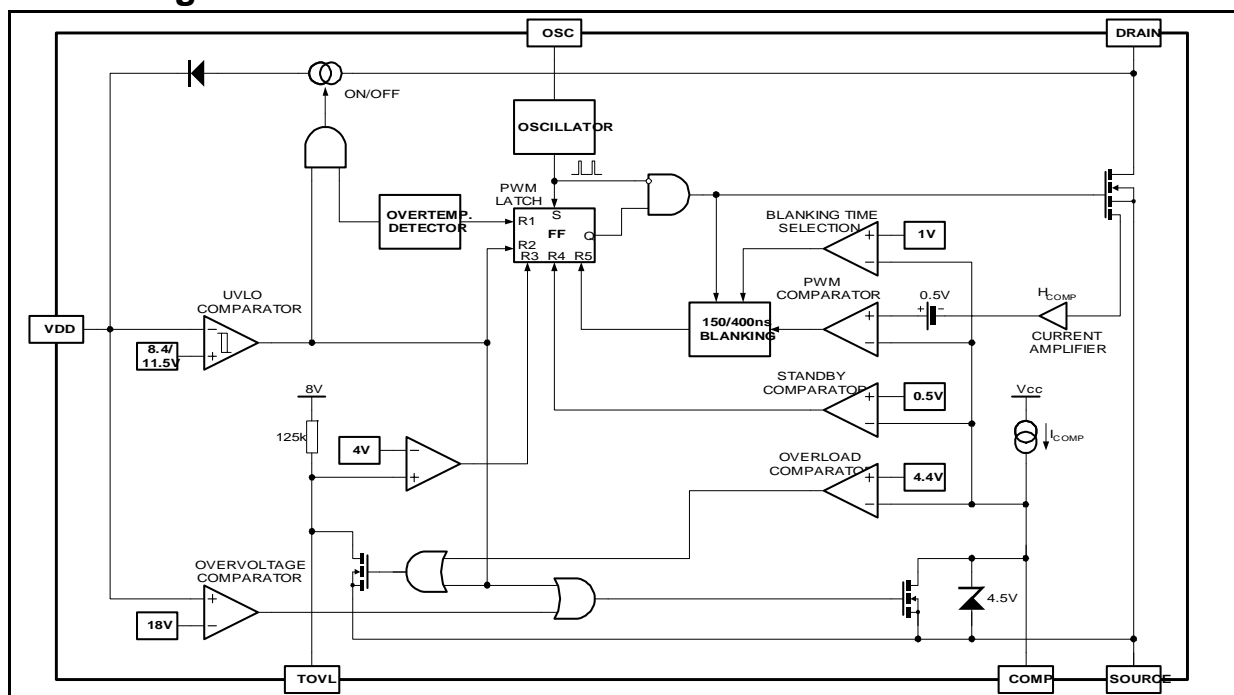 OSC
DRAIN
ON/OFF
OSCILLATOR
PWM
LATCH
OVERTEMP.
DETECTOR
R1
S
FF
Q
R2
R3
R4
R5
BLANKING TIME
SELECTION
+
1V
−
UVLO
COMPARATOR
VDD
−
8.4/
11.5V
+
PWM
COMPARATOR
0.5V
+
−
HCOMP
+
150/400ns
BLANKING
−
CURRENT
AMPLIFIER
8V
125k
STANDBY
COMPARATOR
+
0.5V
−
Vcc
ICOMP
4V
−
+
OVERLOAD
COMPARATOR
+
4.4V
−
OVERVOLTAGE
COMPARATOR
+
18V
−
4.5V
TOVL
COMP
SOURCE